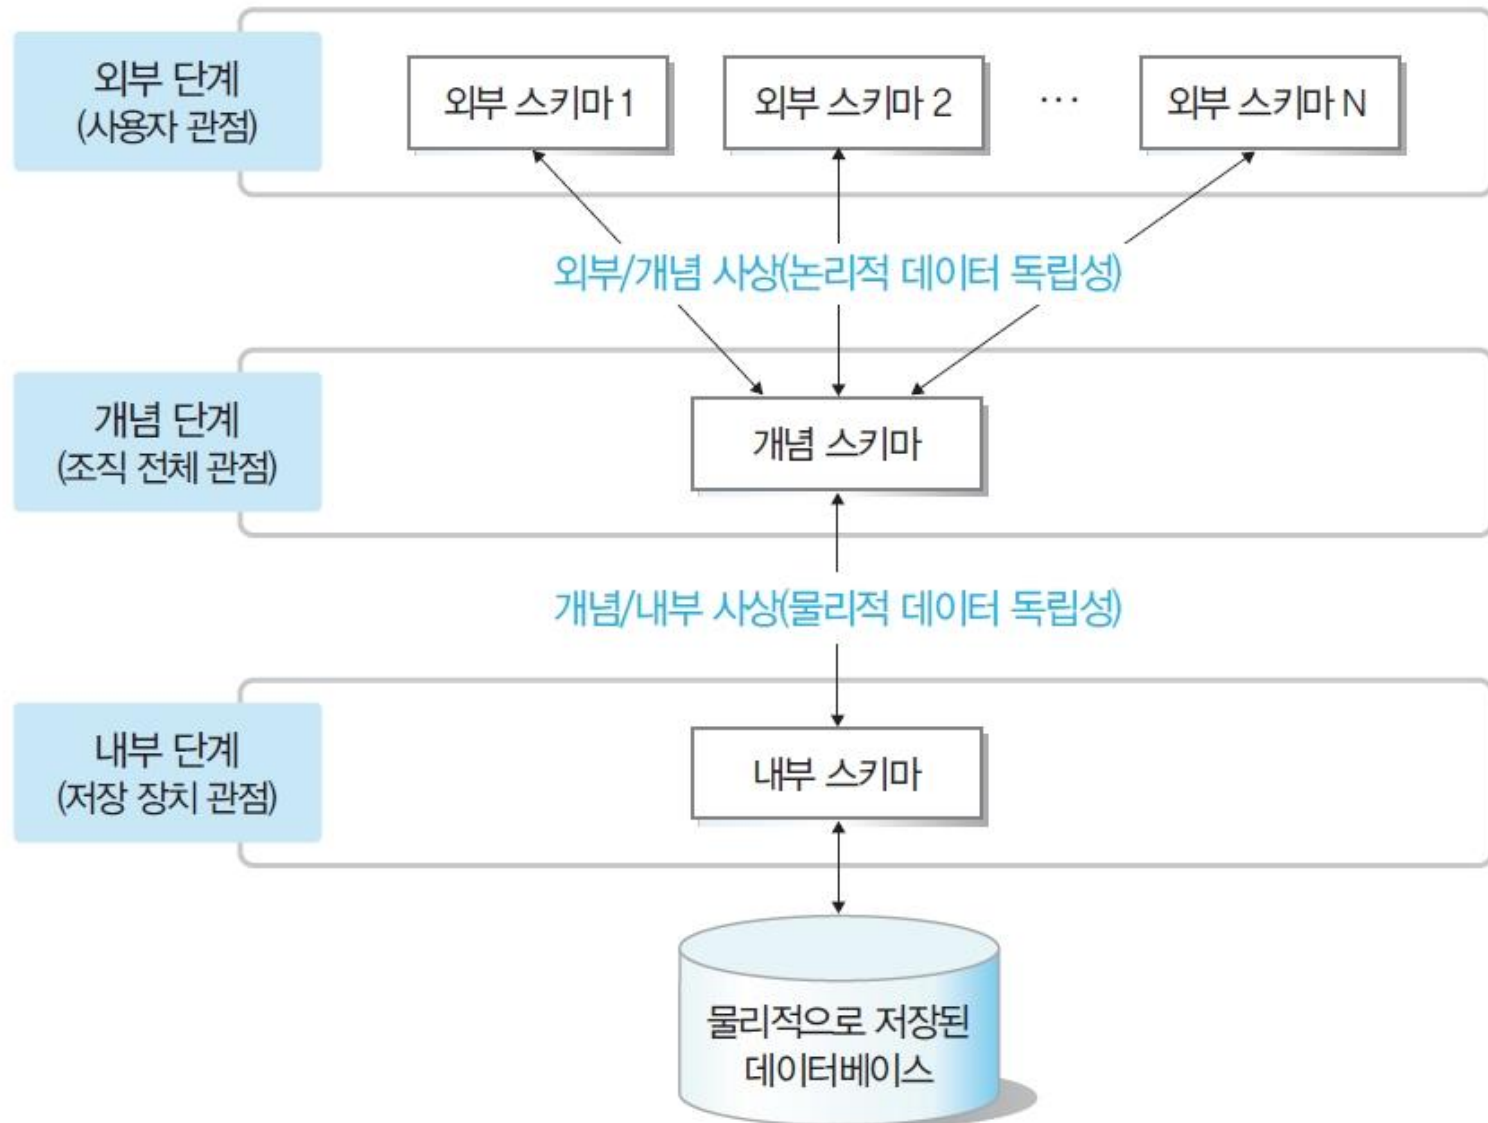 외부 단계
(사용자 관점)
외부 스키마 1
외부 스키마 2
···
외부 스키마 N
외부/개념 사상(논리적 데이터 독립성)
개념 단계
(조직 전체 관점)
개념 스키마
개념/내부 사상(물리적 데이터 독립성)
내부 단계
(저장 장치 관점)
내부 스키마
물리적으로 저장된
데이터베이스